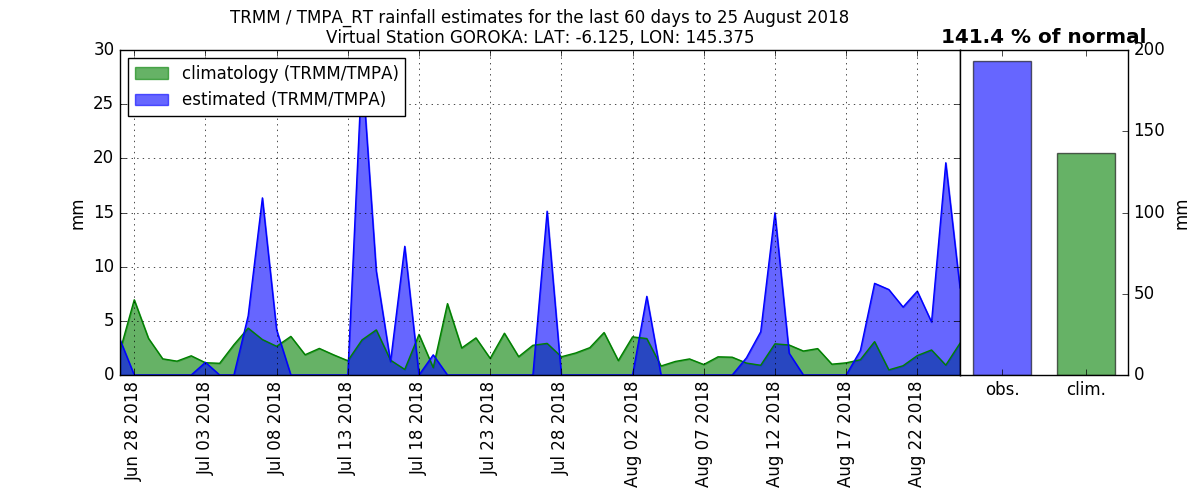 TRMM / TMPA_RT rainfall estimates for the last 60 days to 25 August 2018
Virtual Station GOROKA: LAT: -6.125, LON: 145.375
141.4 % of normal
climatology (TRMM/TMPA)
estimated (TRMM/TMPA)
30
25
20
15
10
5
0
mm
200
150
100
50
0
mm
Jun 28 2018
Jul 03 2018
Jul 08 2018
Jul 13 2018
Jul 18 2018
Jul 23 2018
Jul 28 2018
Aug 02 2018
Aug 07 2018
Aug 12 2018
Aug 17 2018
Aug 22 2018
obs.
clim.